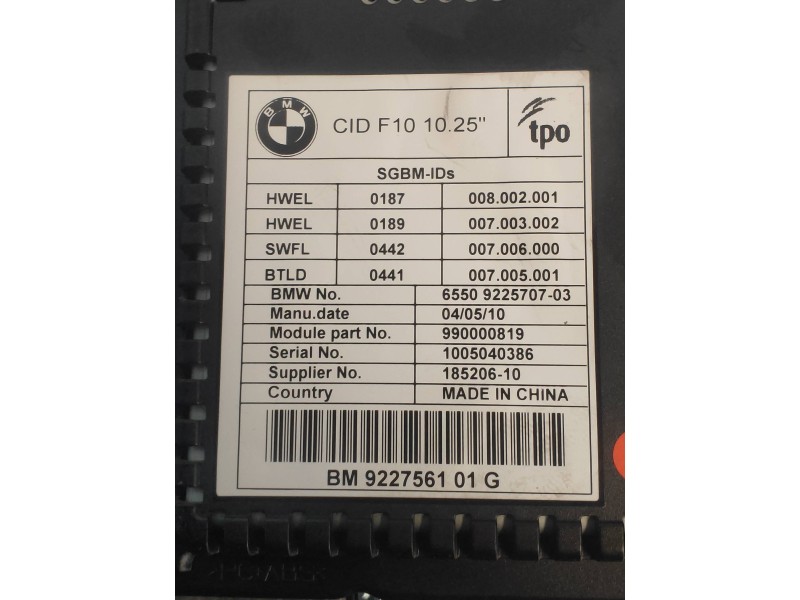 BMW
CID F10 10.25"
tpo
SGBM-IDs
HWEL 0187 008.002.001
HWEL 0189 007.003.002
SWFL 0442 007.006.000
BTLD 0441 007.005.001
BMW No. 6550 9225707-03
Manu.date 04/05/10
Module part No. 990000819
Serial No. 1005040386
Supplier No. 185206-10
Country MADE IN CHINA
BM 9227561 01 G
>PC+ABS<